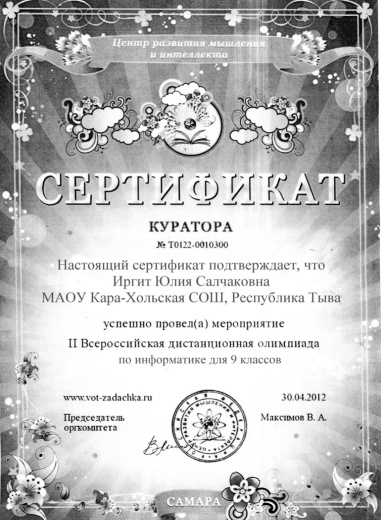 Центр развития мышления
и интеллекта
СЕРТИФИКАТ
КУРАТОРА
№ Т0122-0010300
Настоящий сертификат подтверждает, что
Иргит Юлия Салчаковна
МАОУ Кара-Хольская СОШ, Республика Тыва
успешно провел(а) мероприятие
II Всероссийская дистанционная олимпиада
по информатике для 9 классов
www.vot-zadachka.ru 30.04.2012
Председатель Максимов В. А.
оргкомитета
САМАРА